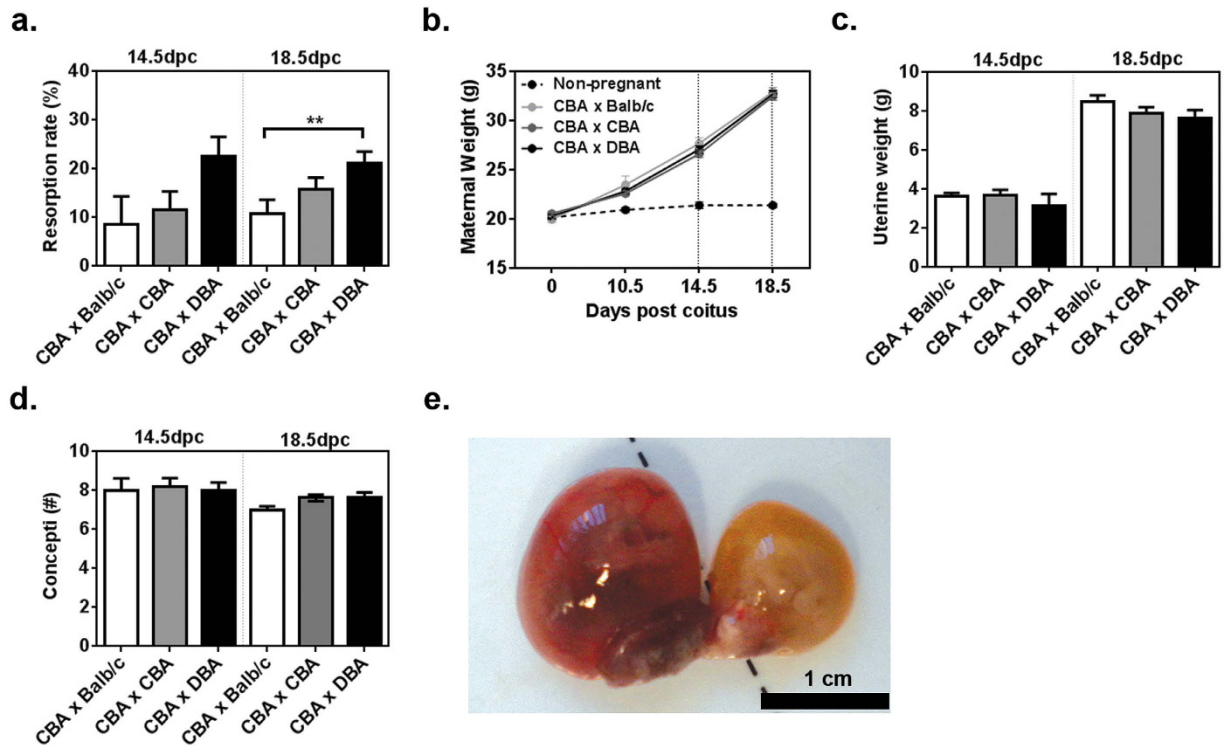 a.
14.5dpc 18.5dpc
Resorption rate (%)
40
30
20
10
0
**
CBA x Balb/c
CBA x CBA
CBA x DBA
CBA x Balb/c
CBA x CBA
CBA x DBA
b.
Maternal Weight (g)
35
30
25
20
15
Non-pregnant
CBA x Balb/c
CBA x CBA
CBA x DBA
0 10.5 14.5 18.5
Days post coitus
c.
14.5dpc 18.5dpc
Uterine weight (g)
10
8
6
4
2
0
CBA x Balb/c
CBA x CBA
CBA x DBA
CBA x Balb/c
CBA x CBA
CBA x DBA
d.
14.5dpc 18.5dpc
Concepti (#)
10
8
6
4
2
0
CBA x Balb/c
CBA x CBA
CBA x DBA
CBA x Balb/c
CBA x CBA
CBA x DBA
e.
1 cm